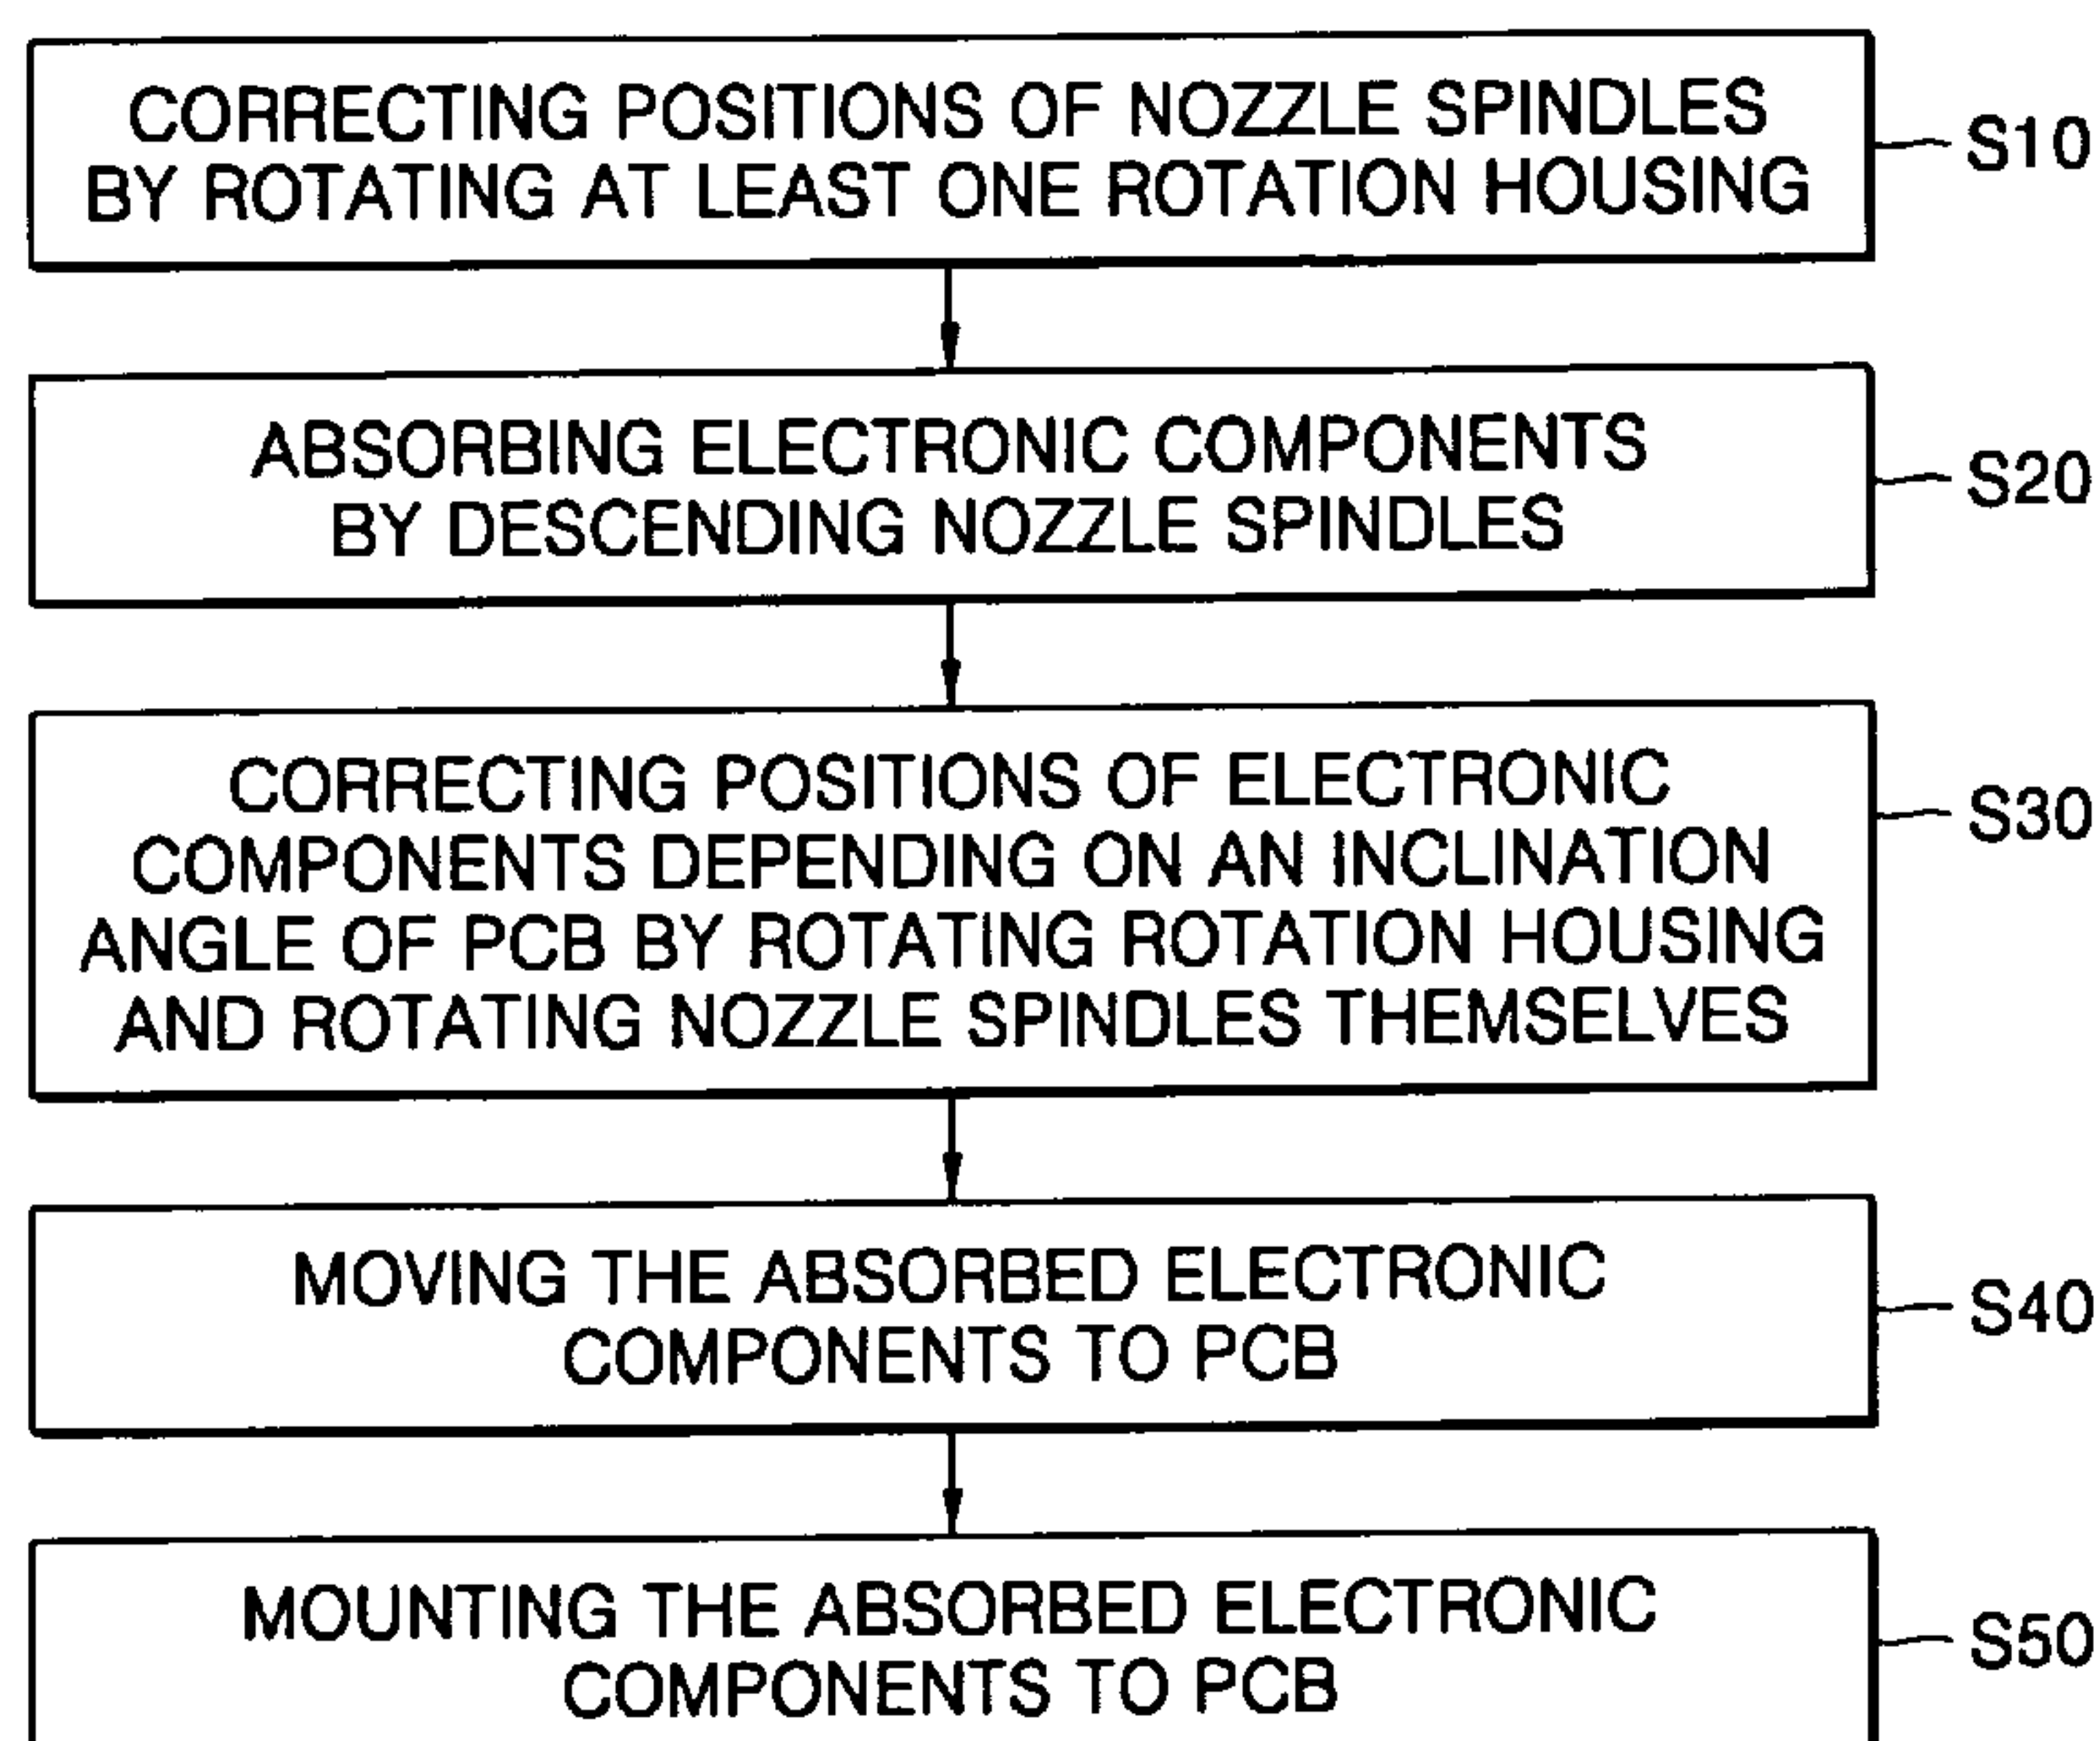 CORRECTING POSITIONS OF NOZZLE SPINDLES
BY ROTATING AT LEAST ONE ROTATION HOUSING
S10
ABSORBING ELECTRONIC COMPONENTS
BY DESCENDING NOZZLE SPINDLES
S20
CORRECTING POSITIONS OF ELECTRONIC
COMPONENTS DEPENDING ON AN INCLINATION
ANGLE OF PCB BY ROTATING ROTATION HOUSING
AND ROTATING NOZZLE SPINDLES THEMSELVES
S30
MOVING THE ABSORBED ELECTRONIC
COMPONENTS TO PCB
S40
MOUNTING THE ABSORBED ELECTRONIC
COMPONENTS TO PCB
S50